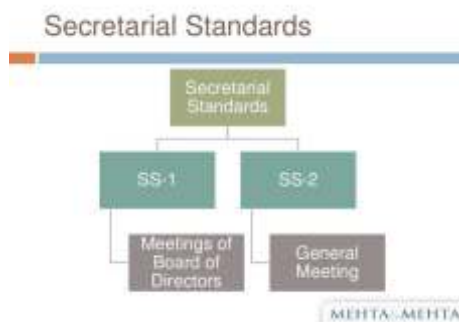 Secretarial Standards
Secretarial
Standards
SS-1
SS-2
Meetings of
Board of
Directors
General
Meeting
MEHTA & MEHTA